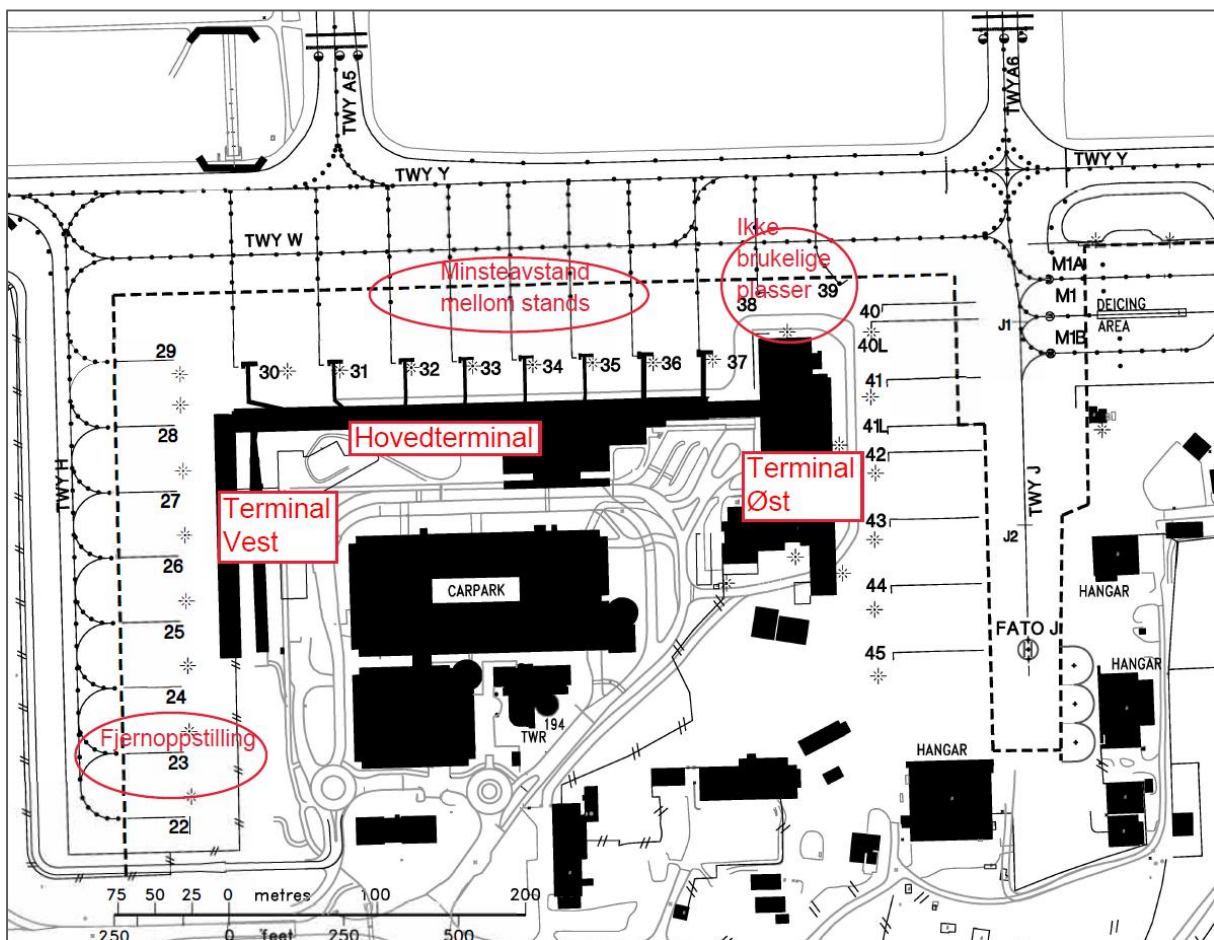 TWY A5
TWY A6
TWY Y
TWY Y
TWY W
Ikke
brukelige
plasser
Minsteavstand
mellom stands
38
39
M1A
M1
DEICING
AREA
M1B
J1
40
40L
29
30
31
32
33
34
35
36
37
41
41L
28
Hovedterminal
42
Terminal
Øst
TWY H
27
Terminal
Vest
TWY J
43
J2
26
CARPARK
44
HANGAR
25
FATO J
45
HANGAR
24
194
TWR
Fjernoppstilling
23
HANGAR
22
75 50 25 0 metres 100 200
250 0 feet 250 500